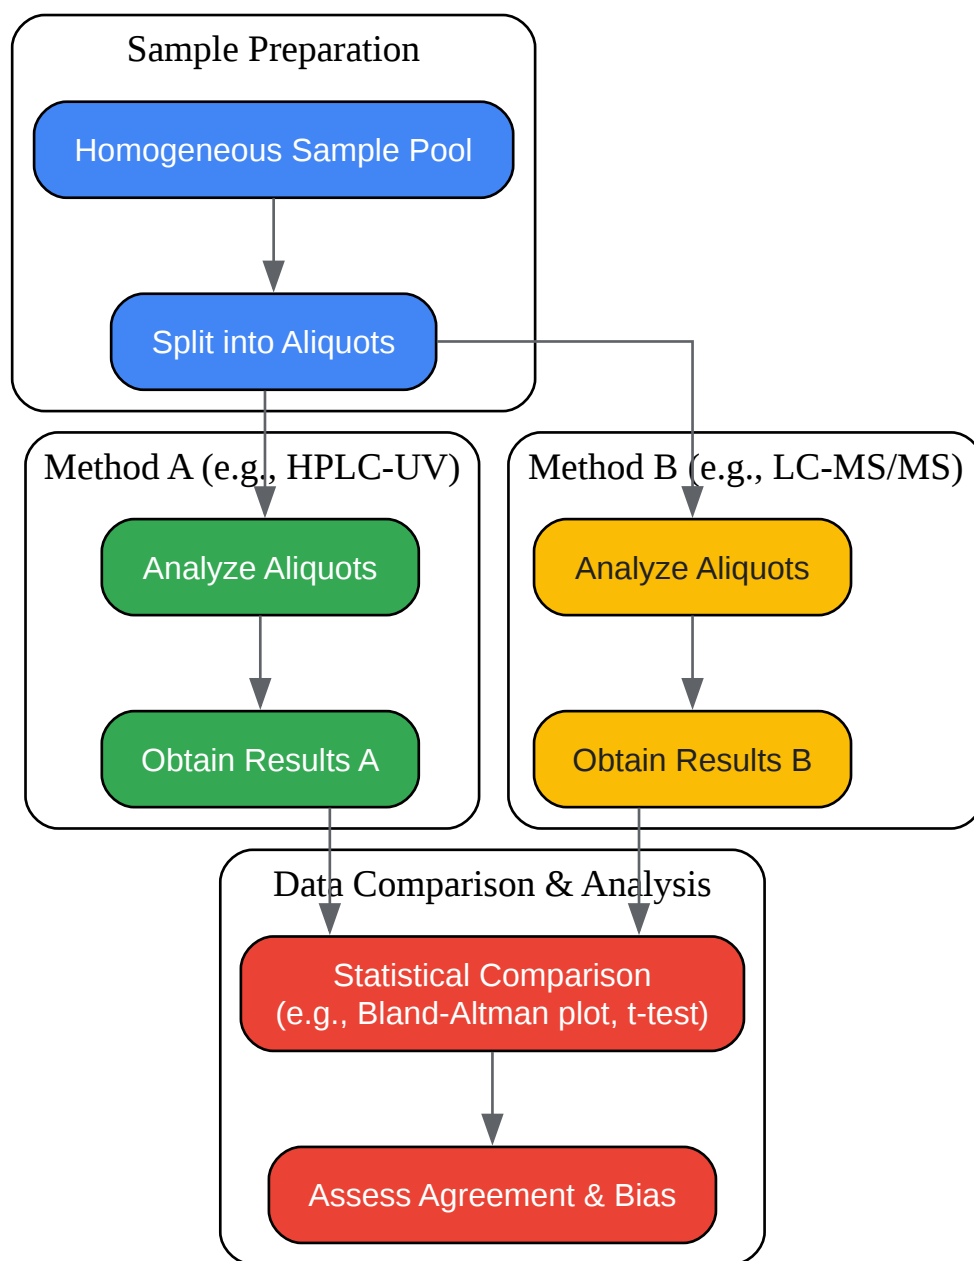 Sample Preparation
Homogeneous Sample Pool
Split into Aliquots
Method A (e.g., HPLC-UV)
Analyze Aliquots
Obtain Results A
Method B (e.g., LC-MS/MS)
Analyze Aliquots
Obtain Results B
Data Comparison & Analysis
Statistical Comparison
(e.g., Bland-Altman plot, t-test)
Assess Agreement & Bias